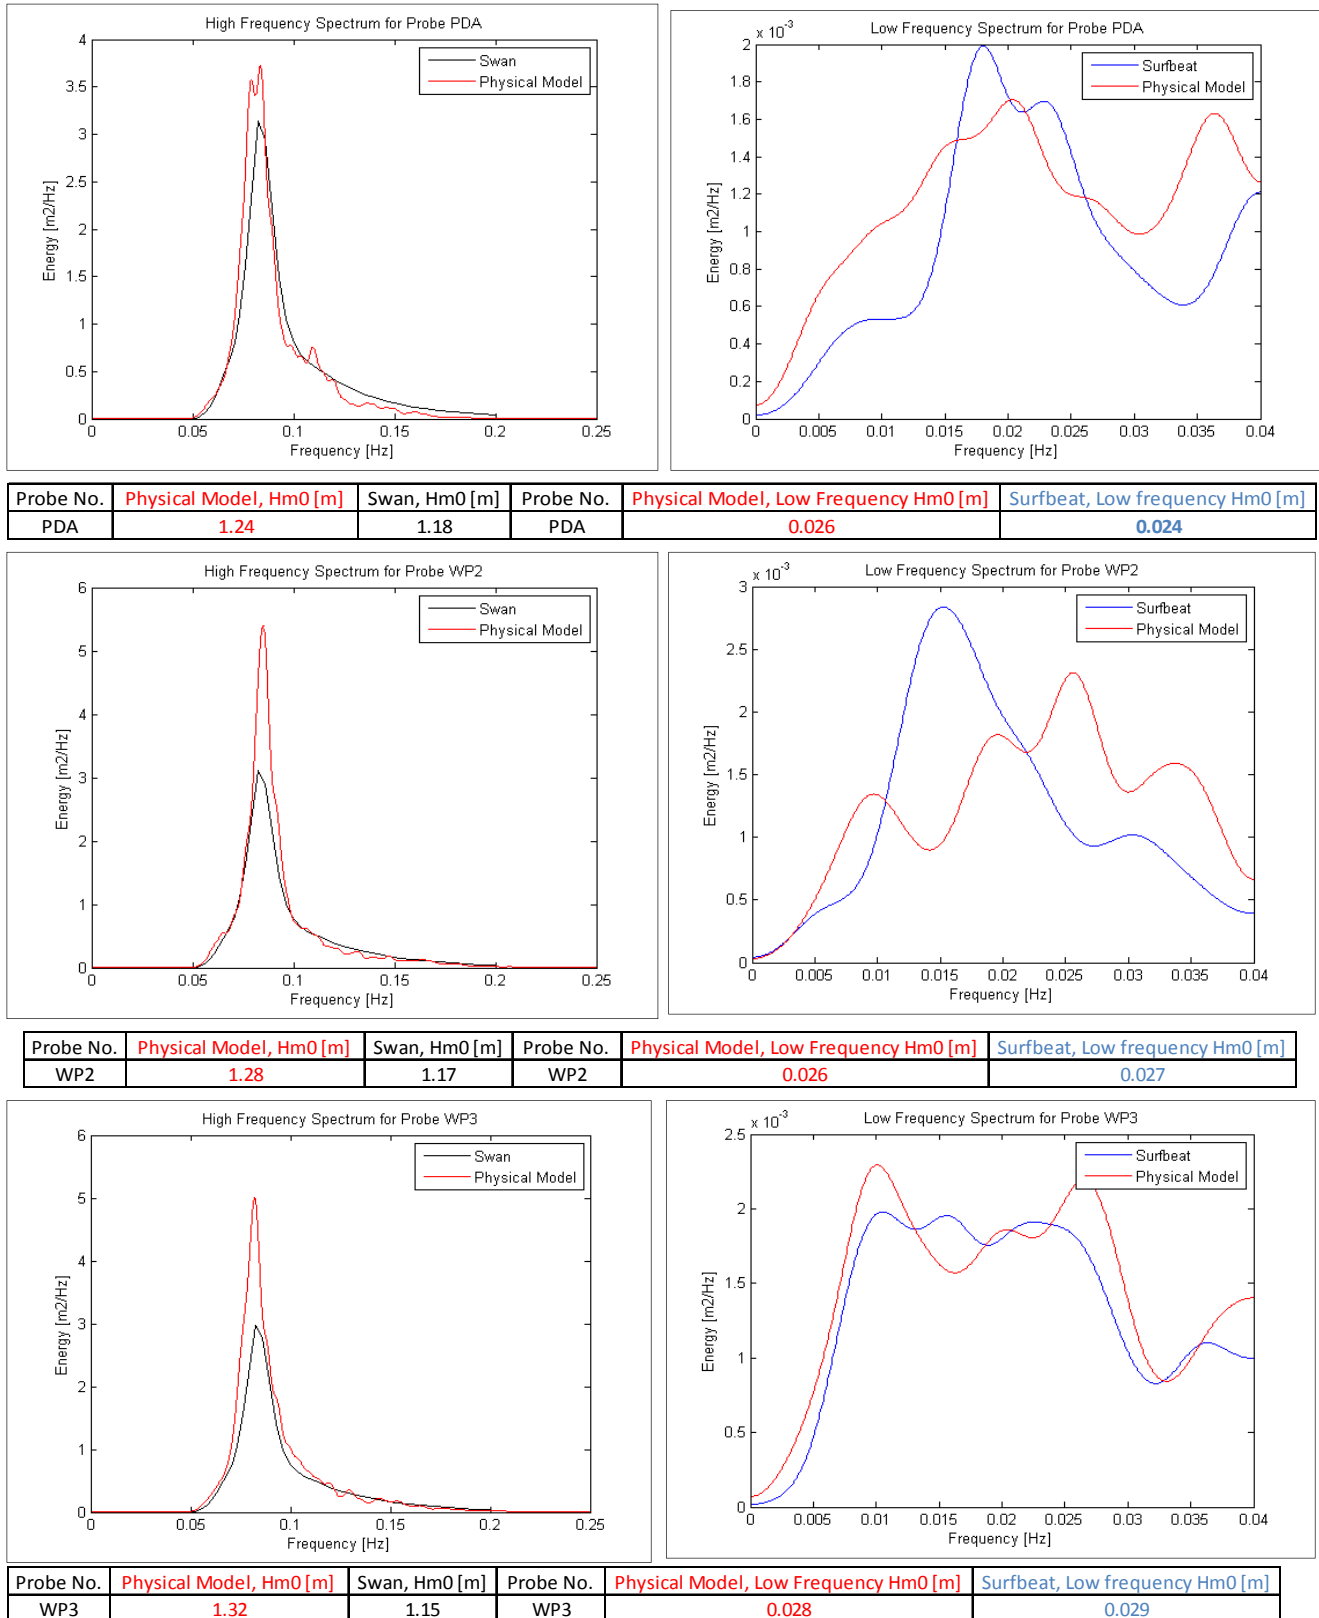 High Frequency Spectrum for Probe PDA
4
3.5
3
2.5
2
1.5
1
0.5
0
0 0.05 0.1 0.15 0.2 0.25
Energy [m2/Hz]
Frequency [Hz]
Swan
Physical Model
Low Frequency Spectrum for Probe PDA
x 10-3
2
1.8
1.6
1.4
1.2
1
0.8
0.6
0.4
0.2
0
0 0.005 0.01 0.015 0.02 0.025 0.03 0.035 0.04
Energy [m2/Hz]
Frequency [Hz]
Surfbeat
Physical Model
Probe No. Physical Model, Hm0 [m] Swan, Hm0 [m] Probe No. Physical Model, Low Frequency Hm0 [m] Surfbeat, Low frequency Hm0 [m]
PDA 1.24 1.18 PDA 0.026 0.024
High Frequency Spectrum for Probe WP2
6
5
4
3
2
1
0
0 0.05 0.1 0.15 0.2 0.25
Energy [m2/Hz]
Frequency [Hz]
Swan
Physical Model
Low Frequency Spectrum for Probe WP2
x 10-3
3
2.5
2
1.5
1
0.5
0
0 0.005 0.01 0.015 0.02 0.025 0.03 0.035 0.04
Energy [m2/Hz]
Frequency [Hz]
Surfbeat
Physical Model
Probe No. Physical Model, Hm0 [m] Swan, Hm0 [m] Probe No. Physical Model, Low Frequency Hm0 [m] Surfbeat, Low frequency Hm0 [m]
WP2 1.28 1.17 WP2 0.026 0.027
High Frequency Spectrum for Probe WP3
6
5
4
3
2
1
0
0 0.05 0.1 0.15 0.2 0.25
Energy [m2/Hz]
Frequency [Hz]
Swan
Physical Model
Low Frequency Spectrum for Probe WP3
x 10-3
2.5
2
1.5
1
0.5
0
0 0.005 0.01 0.015 0.02 0.025 0.03 0.035 0.04
Energy [m2/Hz]
Frequency [Hz]
Surfbeat
Physical Model
Probe No. Physical Model, Hm0 [m] Swan, Hm0 [m] Probe No. Physical Model, Low Frequency Hm0 [m] Surfbeat, Low frequency Hm0 [m]
WP3 1.32 1.15 WP3 0.028 0.029